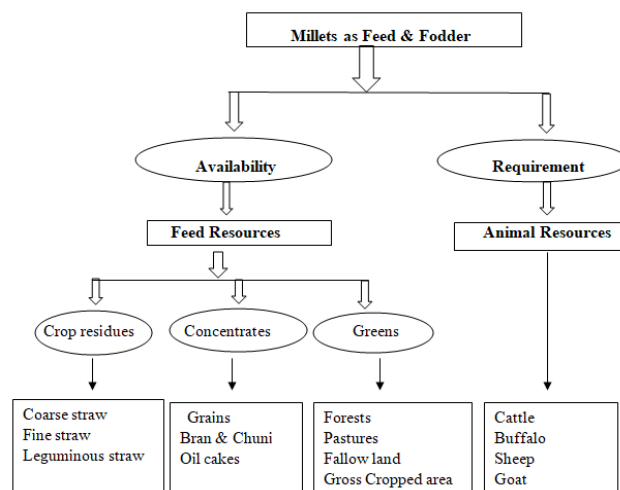 Millets as Feed & Fodder
Availability
Requirement
Feed Resources
Animal Resources
Crop residues
Concentrates
Greens
Coarse straw
Fine straw
Leguminous straw
Grains
Bran & Chuni
Oil cakes
Forests
Pastures
Fallow land
Gross Cropped area
Cattle
Buffalo
Sheep
Goat